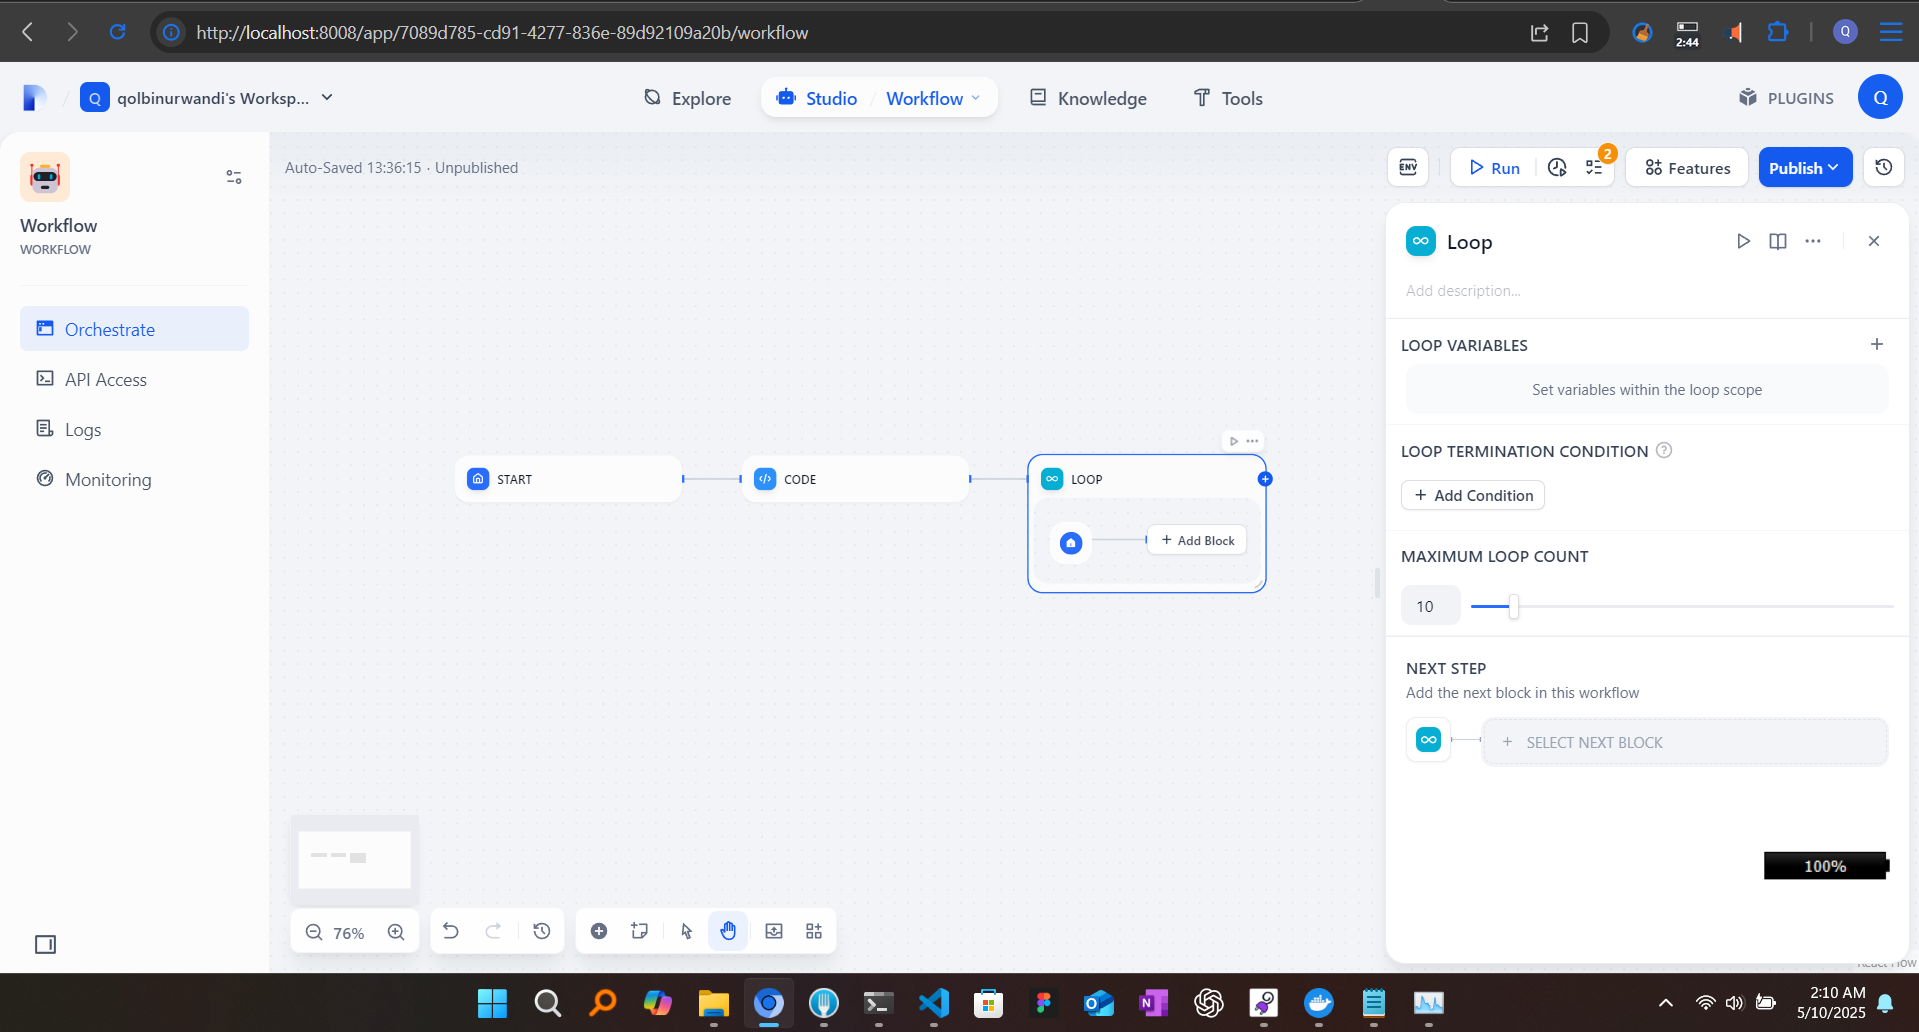 http://localhost:8008/app/7089d785-cd91-4277-836e-89d92109a20b/workflow
2:44
Q
Q
qolbinurwandi's Worksp...
Explore
Studio / Workflow
Knowledge
Tools
PLUGINS
Q
Auto-Saved 13:36:15 · Unpublished
ENV
Run
2
Features
Publish
Workflow
WORKFLOW
Orchestrate
API Access
Logs
Monitoring
START
CODE
LOOP
+ Add Block
Loop
Add description...
LOOP VARIABLES
Set variables within the loop scope
LOOP TERMINATION CONDITION
+ Add Condition
MAXIMUM LOOP COUNT
10
NEXT STEP
Add the next block in this workflow
+ SELECT NEXT BLOCK
100%
76%
React Flow
2:10 AM
5/10/2025